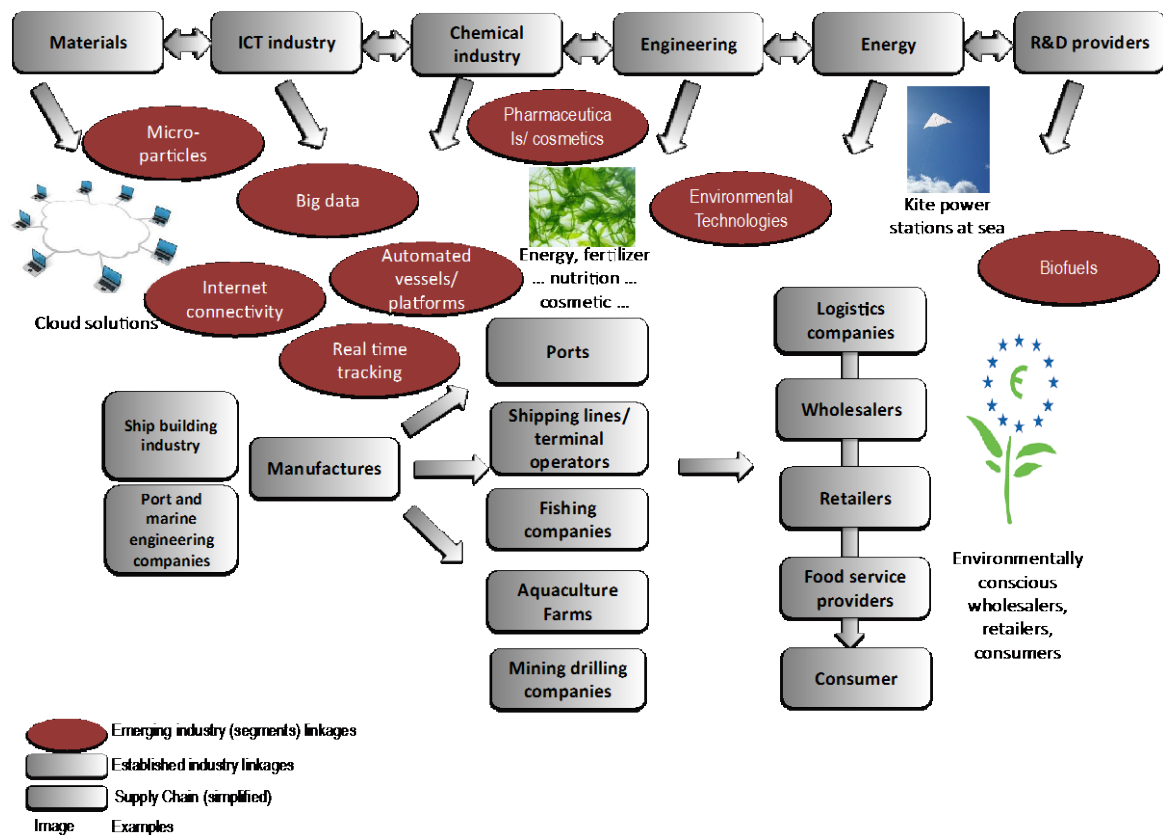 Materials
ICT industry
Chemical
industry
Engineering
Energy
R&D providers
Micro-
particles
Pharmaceutica
ls/ cosmetics
Big data
Environmental
Technologies
Kite power
stations at sea
Energy, fertilizer
... nutrition ...
cosmetic ...
Automated
vessels/
platforms
Internet
connectivity
Biofuels
Cloud solutions
Real time
tracking
Ports
Logistics
companies
Ship building
industry
Shipping lines/
terminal
operators
Wholesalers
Manufactures
Port and
marine
engineering
companies
Fishing
companies
Retailers
Aquaculture
Farms
Food service
providers
Environmentally
conscious
wholesalers,
retailers,
consumers
Mining drilling
companies
Consumer
Emerging industry (segments) linkages
Established industry linkages
Supply Chain (simplified)
Image Examples